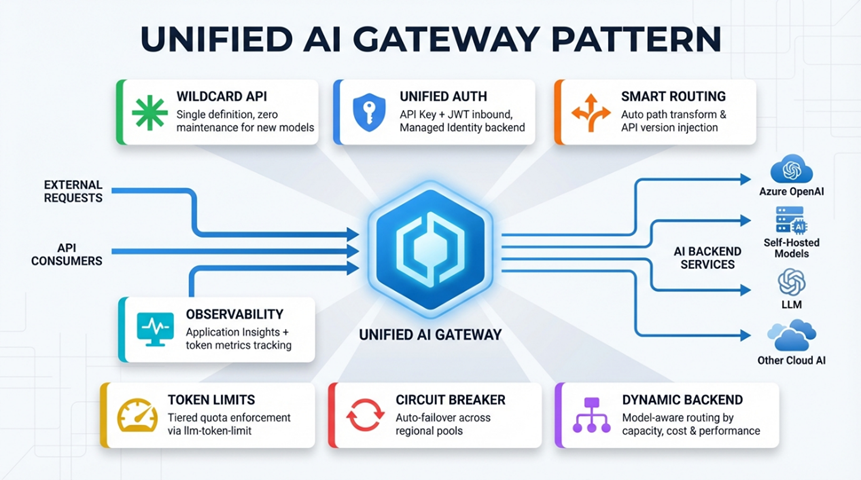 UNIFIED AI GATEWAY PATTERN
WILDCARD API
Single definition, zero
maintenance for new models
UNIFIED AUTH
API Key + JWT inbound,
Managed Identity backend
SMART ROUTING
Auto path transform &
API version injection
EXTERNAL
REQUESTS
API
CONSUMERS
OBSERVABILITY
Application Insights +
token metrics tracking
UNIFIED AI GATEWAY
AI BACKEND
SERVICES
Azure OpenAI
AI
Self-Hosted
Models
LLM
Other Cloud AI
TOKEN LIMITS
Tiered quota enforcement
via llm-token-limit
CIRCUIT BREAKER
Auto-failover across
regional pools
DYNAMIC BACKEND
Model-aware routing by
capacity, cost & performance